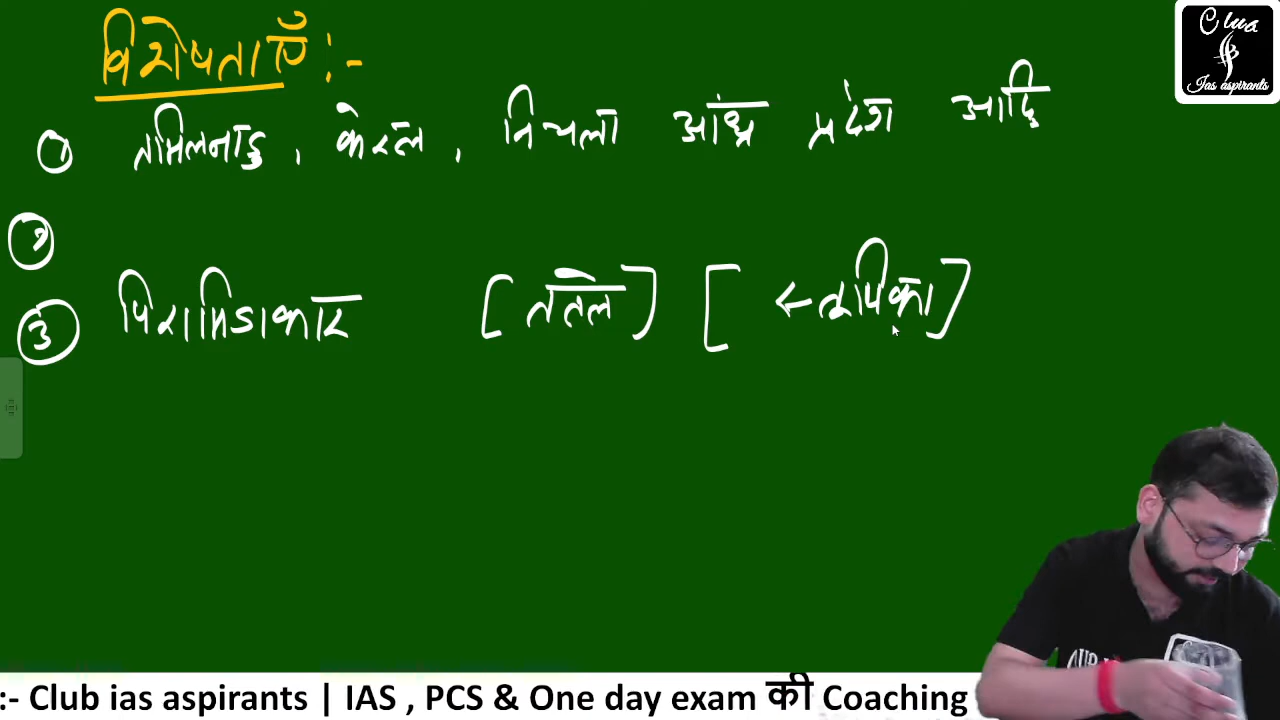 विशेषताएँ :-
① तमिलनाडु , केरल , निचला आंध्र प्रदेश आदि
②
③ पिरामिडाकार [ ततेल ] [ ← स्तूपिका ]
Club
Ias aspirants
:- Club ias aspirants | IAS , PCS & One day exam की Coaching